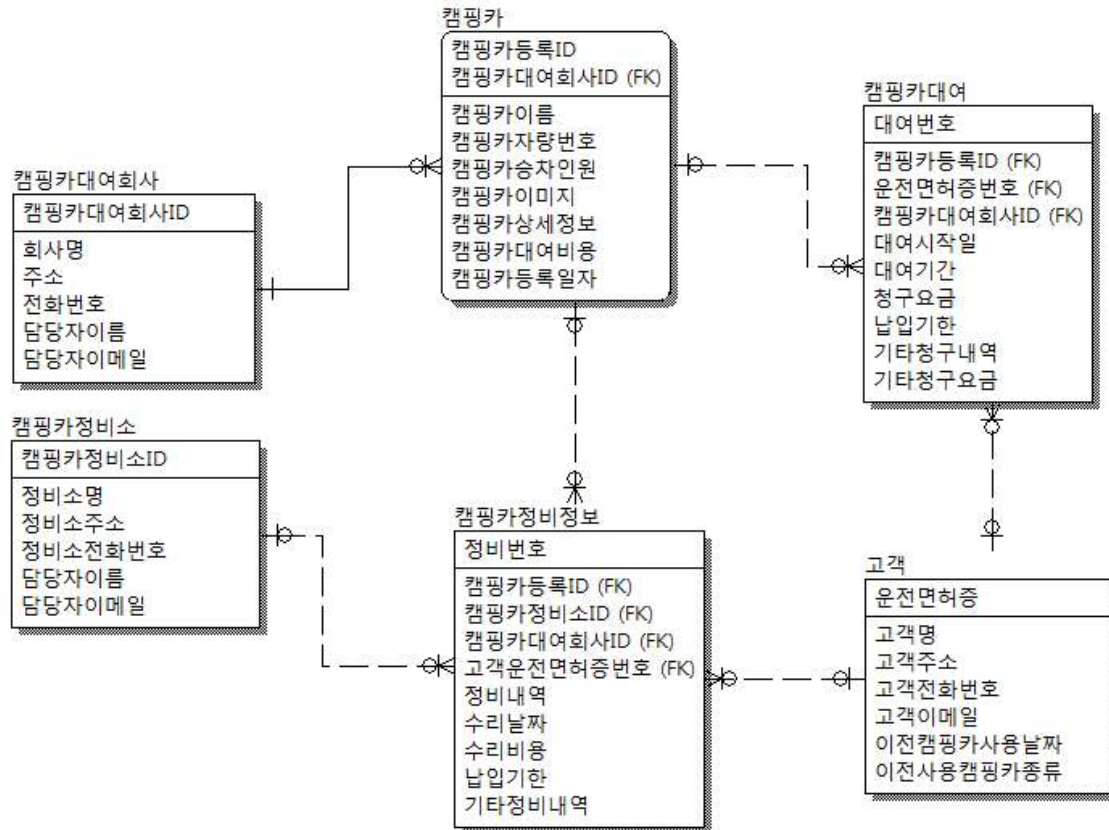 캠핑카
캠핑카등록ID
캠핑카대여회사ID (FK)
캠핑카이름
캠핑카자량번호
캠핑카승차인원
캠핑카이미지
캠핑카상세정보
캠핑카대여비용
캠핑카등록일자
캠핑카대여
대여번호
캠핑카등록ID (FK)
운전면허증번호 (FK)
캠핑카대여회사ID (FK)
대여시작일
대여기간
청구요금
납입기한
기타청구내역
기타청구요금
캠핑카대여회사
캠핑카대여회사ID
회사명
주소
전화번호
담당자이름
담당자이메일
캠핑카정비소
캠핑카정비소ID
정비소명
정비소주소
정비소전화번호
담당자이름
담당자이메일
캠핑카정비정보
정비번호
캠핑카등록ID (FK)
캠핑카정비소ID (FK)
캠핑카대여회사ID (FK)
고객운전면허증번호 (FK)
정비내역
수리날짜
수리비용
납입기한
기타정비내역
고객
운전면허증
고객명
고객주소
고객전화번호
고객이메일
이전캠핑카사용날짜
이전사용캠핑카종류